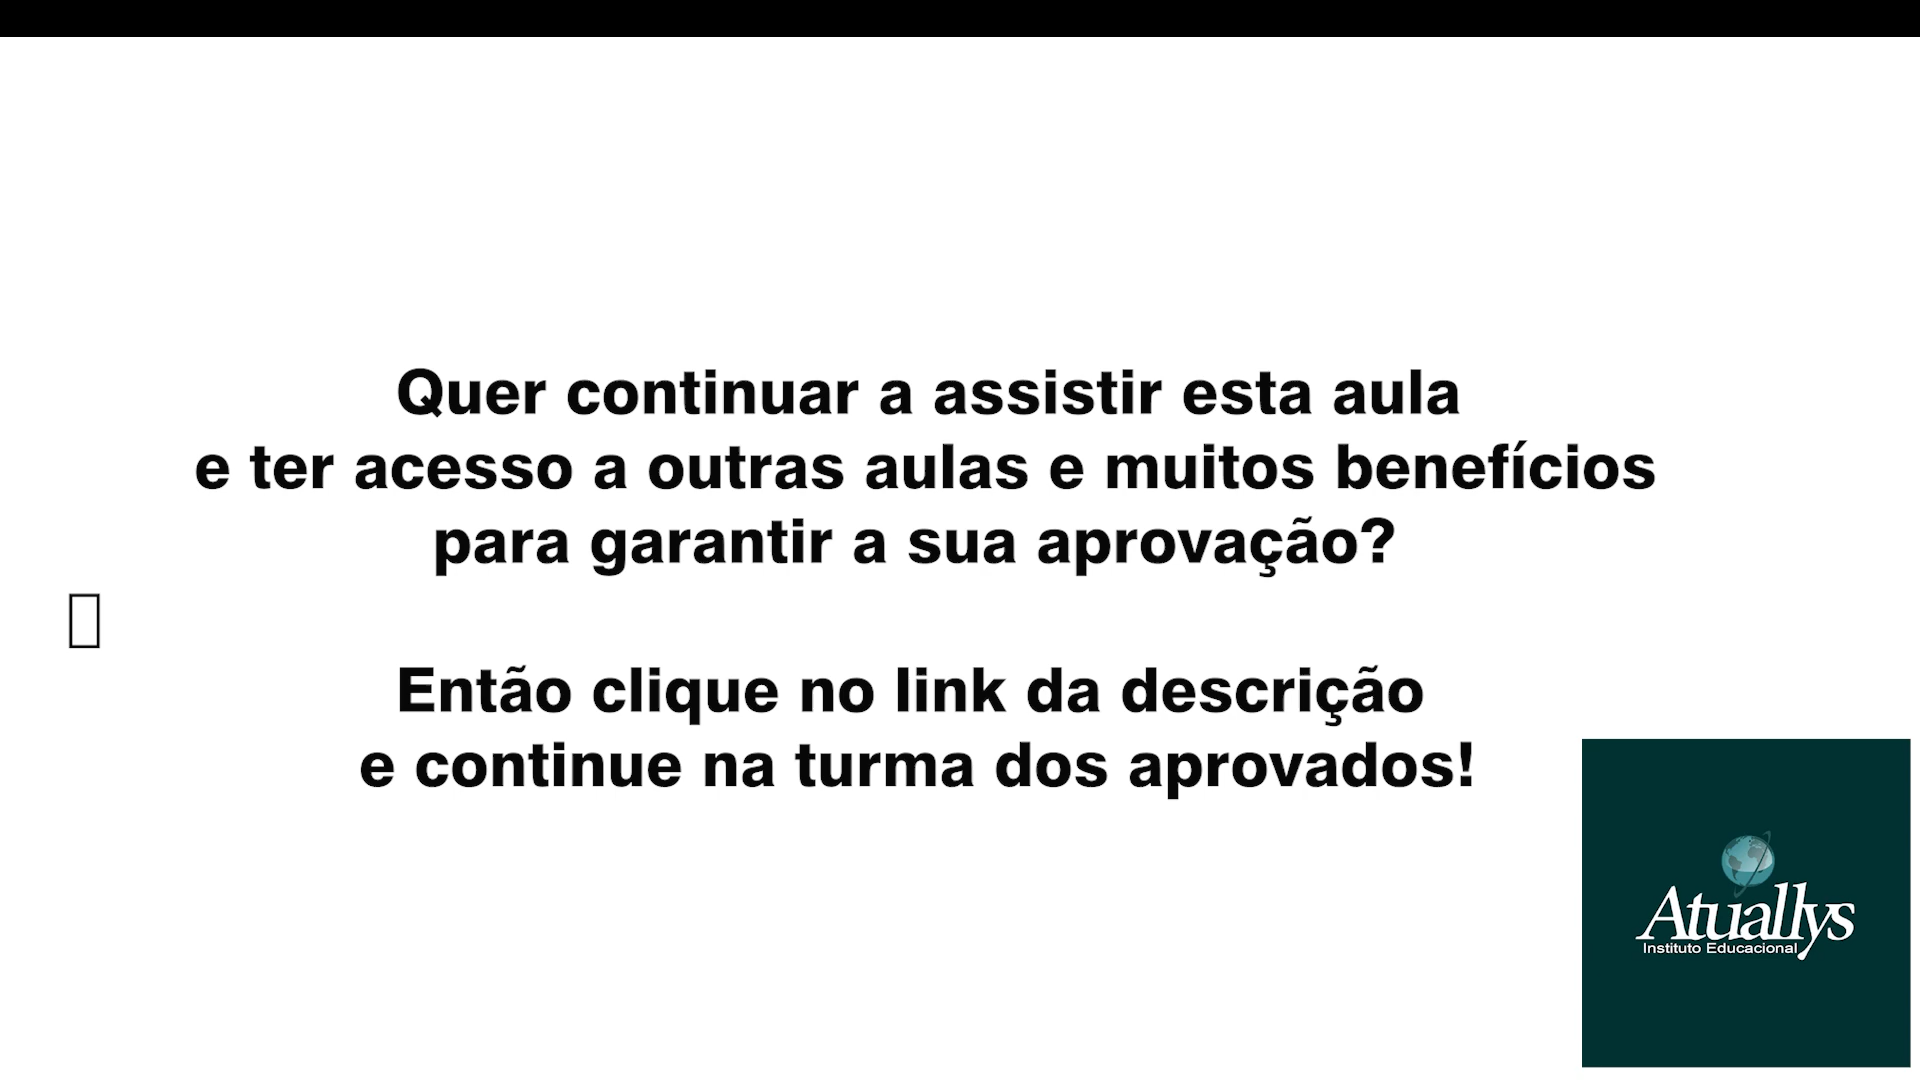 Quer continuar a assistir esta aula
e ter acesso a outras aulas e muitos benefícios
para garantir a sua aprovação?
Então clique no link da descrição
e continue na turma dos aprovados!
Atuallys
Instituto Educacional